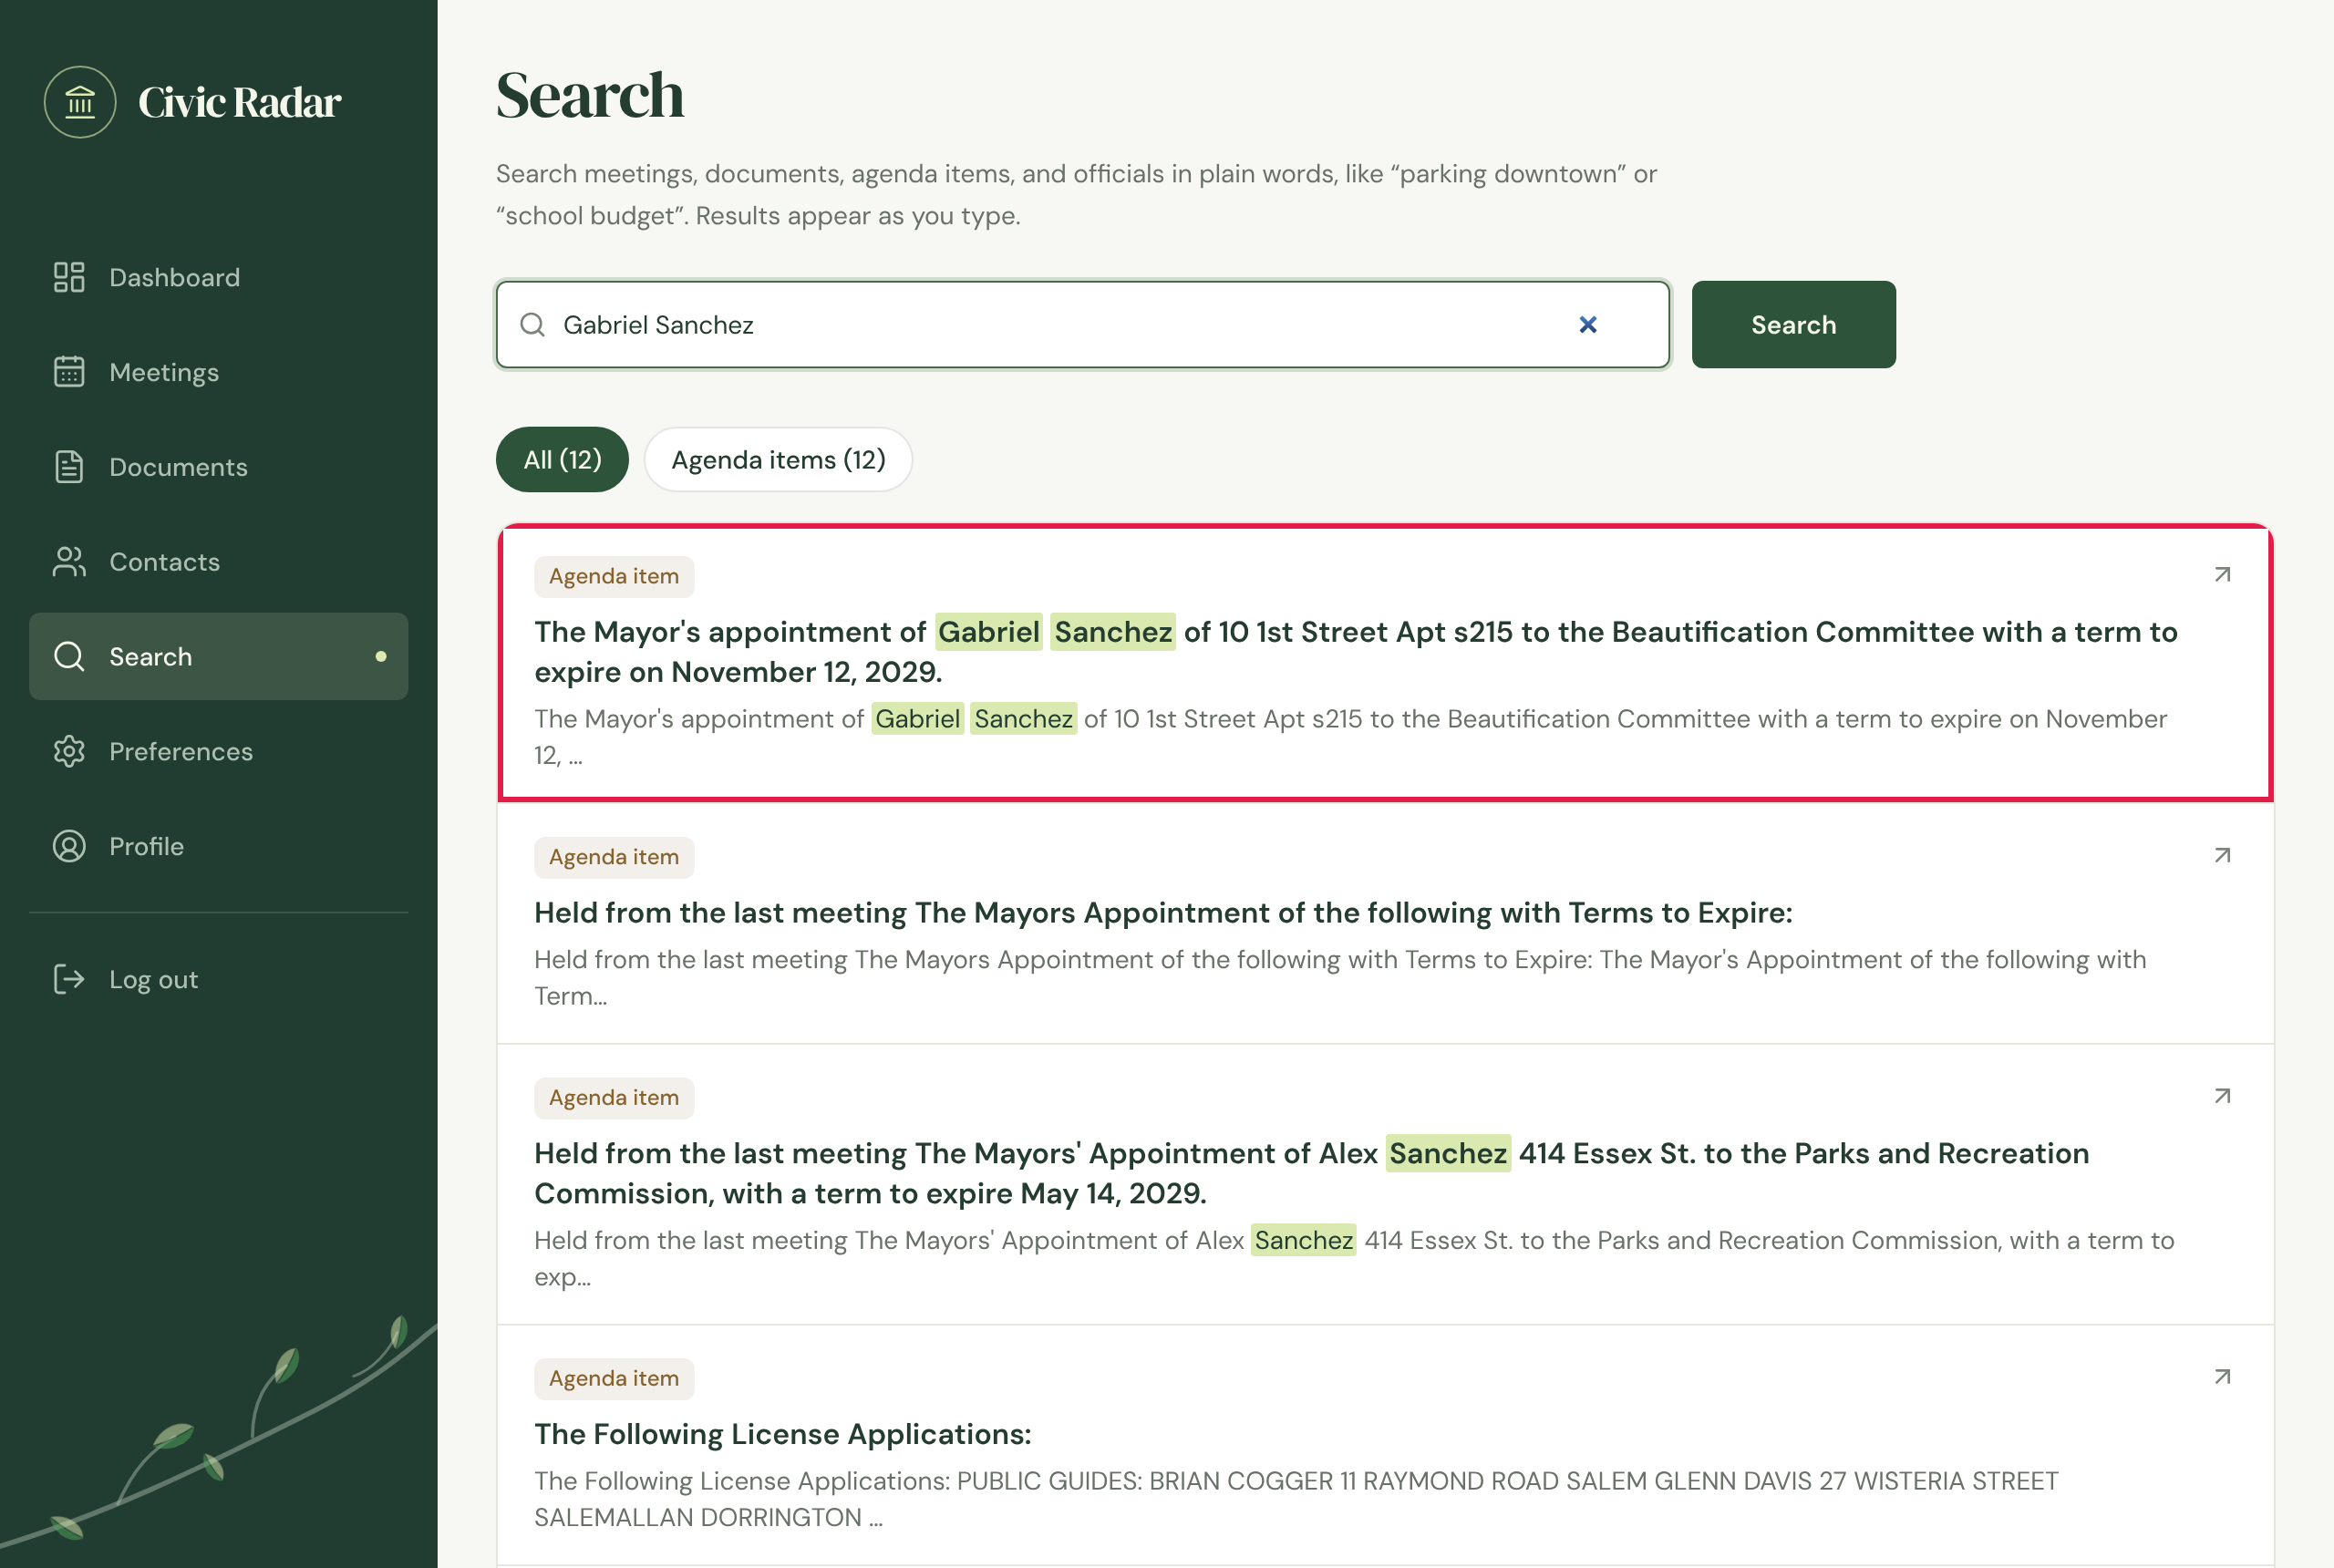 Civic Radar
Dashboard
Meetings
Documents
Contacts
Search
Preferences
Profile
Log out
Search
Search meetings, documents, agenda items, and officials in plain words, like “parking downtown” or
“school budget”. Results appear as you type.
Gabriel Sanchez
Search
All (12)
Agenda items (12)
Agenda item
The Mayor's appointment of Gabriel Sanchez of 10 1st Street Apt s215 to the Beautification Committee with a term to
expire on November 12, 2029.
The Mayor's appointment of Gabriel Sanchez of 10 1st Street Apt s215 to the Beautification Committee with a term to expire on November
12, ...
Agenda item
Held from the last meeting The Mayors Appointment of the following with Terms to Expire:
Held from the last meeting The Mayors Appointment of the following with Terms to Expire: The Mayor's Appointment of the following with
Term...
Agenda item
Held from the last meeting The Mayors' Appointment of Alex Sanchez 414 Essex St. to the Parks and Recreation
Commission, with a term to expire May 14, 2029.
Held from the last meeting The Mayors' Appointment of Alex Sanchez 414 Essex St. to the Parks and Recreation Commission, with a term to
exp...
Agenda item
The Following License Applications:
The Following License Applications: PUBLIC GUIDES: BRIAN COGGER 11 RAYMOND ROAD SALEM GLENN DAVIS 27 WISTERIA STREET
SALEMALLAN DORRINGTON ...